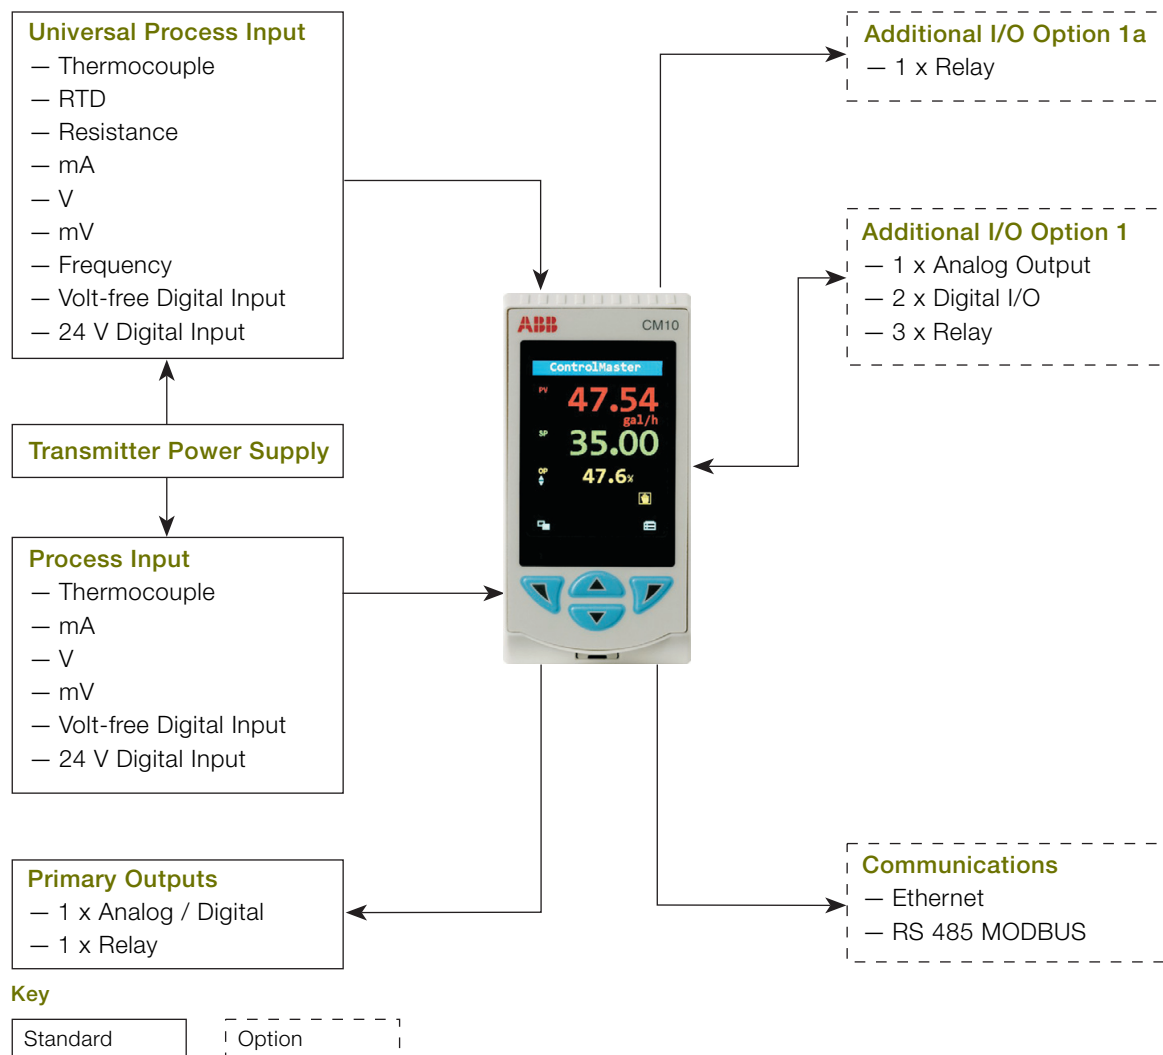 Universal Process Input
— Thermocouple
— RTD
— Resistance
— mA
— V
— mV
— Frequency
— Volt-free Digital Input
— 24 V Digital Input
Transmitter Power Supply
Process Input
— Thermocouple
— mA
— V
— mV
— Volt-free Digital Input
— 24 V Digital Input
Primary Outputs
— 1 x Analog / Digital
— 1 x Relay
ABB CM10
ControlMaster
PV 47.54
gal/h
SP 35.00
OP 47.6%
Additional I/O Option 1a
— 1 x Relay
Additional I/O Option 1
— 1 x Analog Output
— 2 x Digital I/O
— 3 x Relay
Communications
— Ethernet
— RS 485 MODBUS
Key
Standard
Option